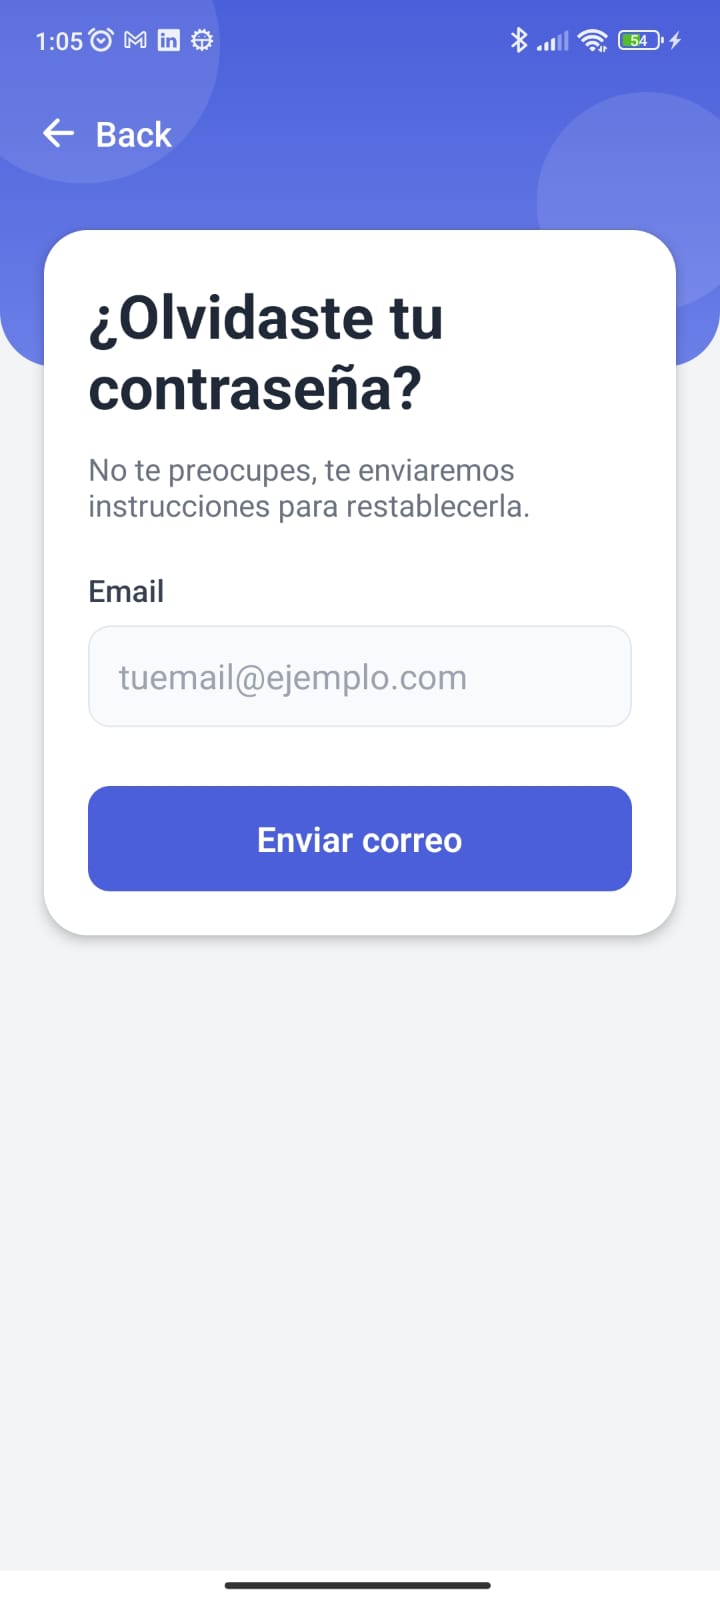 1:05
54
Back
¿Olvidaste tu
contraseña?
No te preocupes, te enviaremos
instrucciones para restablecerla.
Email
tuemail@ejemplo.com
Enviar correo